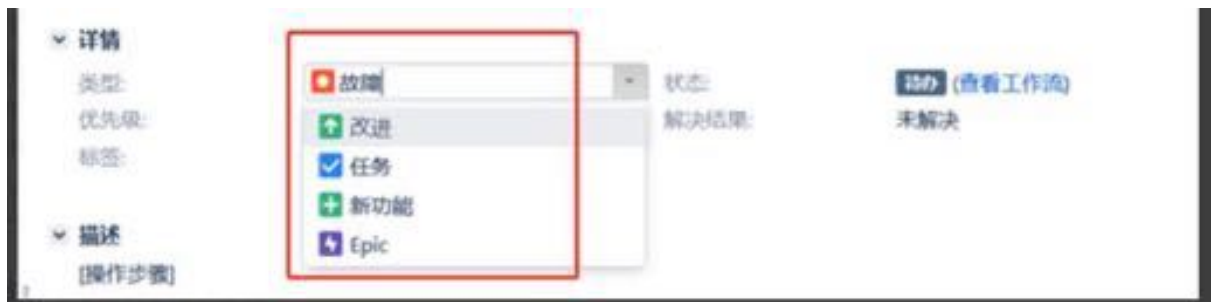 详情
类型: 故障 状态: 待办 (查看工作流)
优先级: 改进 解决结果: 未解决
标签: 任务
新功能
描述 Epic
[操作步骤]